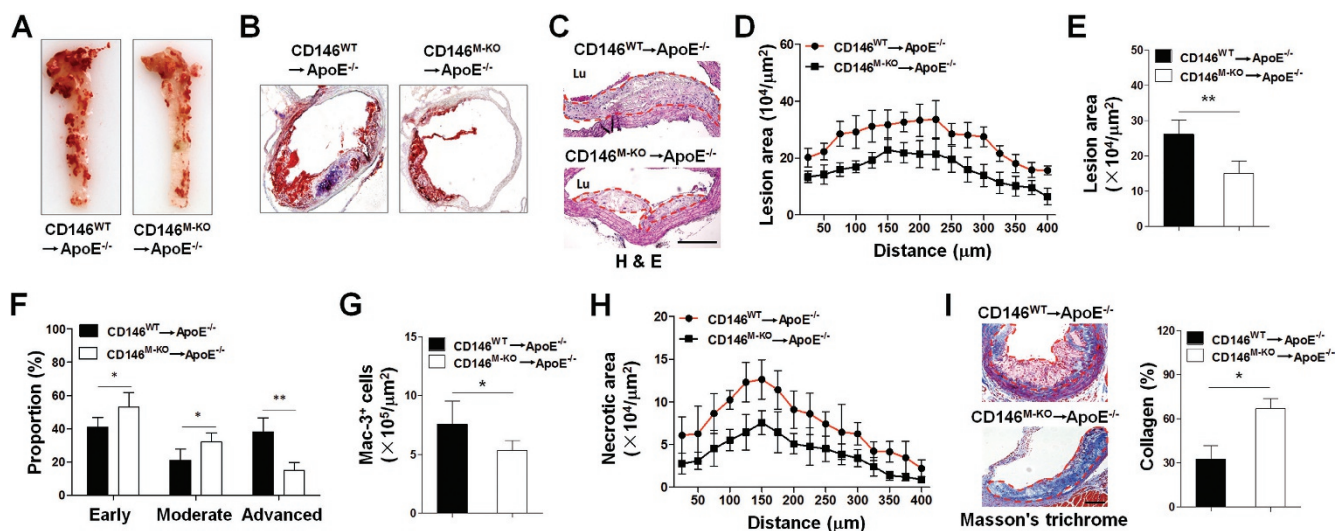 A
CD146WT
→ApoE-/-
CD146M-KO
→ApoE-/-
B
CD146WT
→ApoE-/-
CD146M-KO
→ApoE-/-
C
CD146WT→ApoE-/-
Lu
CD146M-KO→ApoE-/-
Lu
H & E
D
CD146WT→ApoE-/-
CD146M-KO→ApoE-/-
Lesion area (10⁴/μm²)
60
40
20
0
50 100 150 200 250 300 350 400
Distance (μm)
E
CD146WT→ApoE-/-
CD146M-KO→ApoE-/-
Lesion area
(×10⁴/μm²)
30
20
10
0
**
F
CD146WT→ApoE-/-
CD146M-KO→ApoE-/-
Proportion (%)
100
80
60
40
20
0
*
*
**
Early Moderate Advanced
G
CD146WT→ApoE-/-
CD146M-KO→ApoE-/-
Mac-3⁺ cells
(×10⁵/μm²)
15
10
5
0
*
H
CD146WT→ApoE-/-
CD146M-KO→ApoE-/-
Necrotic area
(×10⁴/μm²)
20
15
10
5
0
50 100 150 200 250 300 350 400
Distance (μm)
I
CD146WT→ApoE-/-
CD146M-KO→ApoE-/-
Masson's trichrome
CD146WT→ApoE-/-
CD146M-KO→ApoE-/-
Collagen (%)
90
60
30
0
*